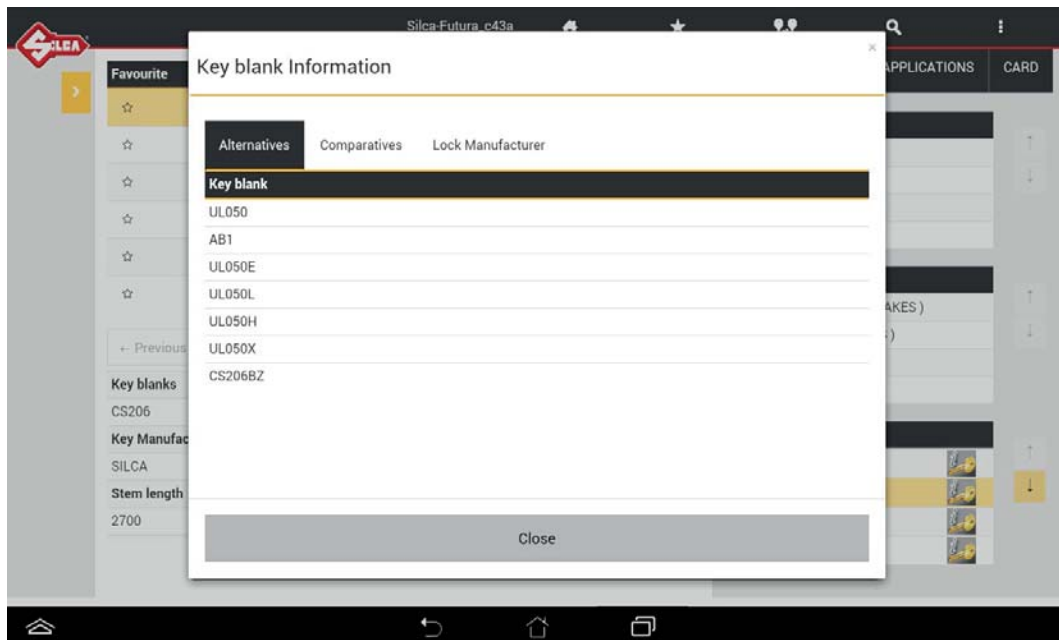 Silca-Futura_c43a
SILCA
Key blank Information
×
APPLICATIONS
CARD
Favourite
Alternatives
Comparatives
Lock Manufacturer
Key blank
UL050
AB1
UL050E
UL050L
UL050H
UL050X
CS206BZ
AKES )
)
← Previous
Key blanks
CS206
Key Manufac
SILCA
Stem length
2700
Close